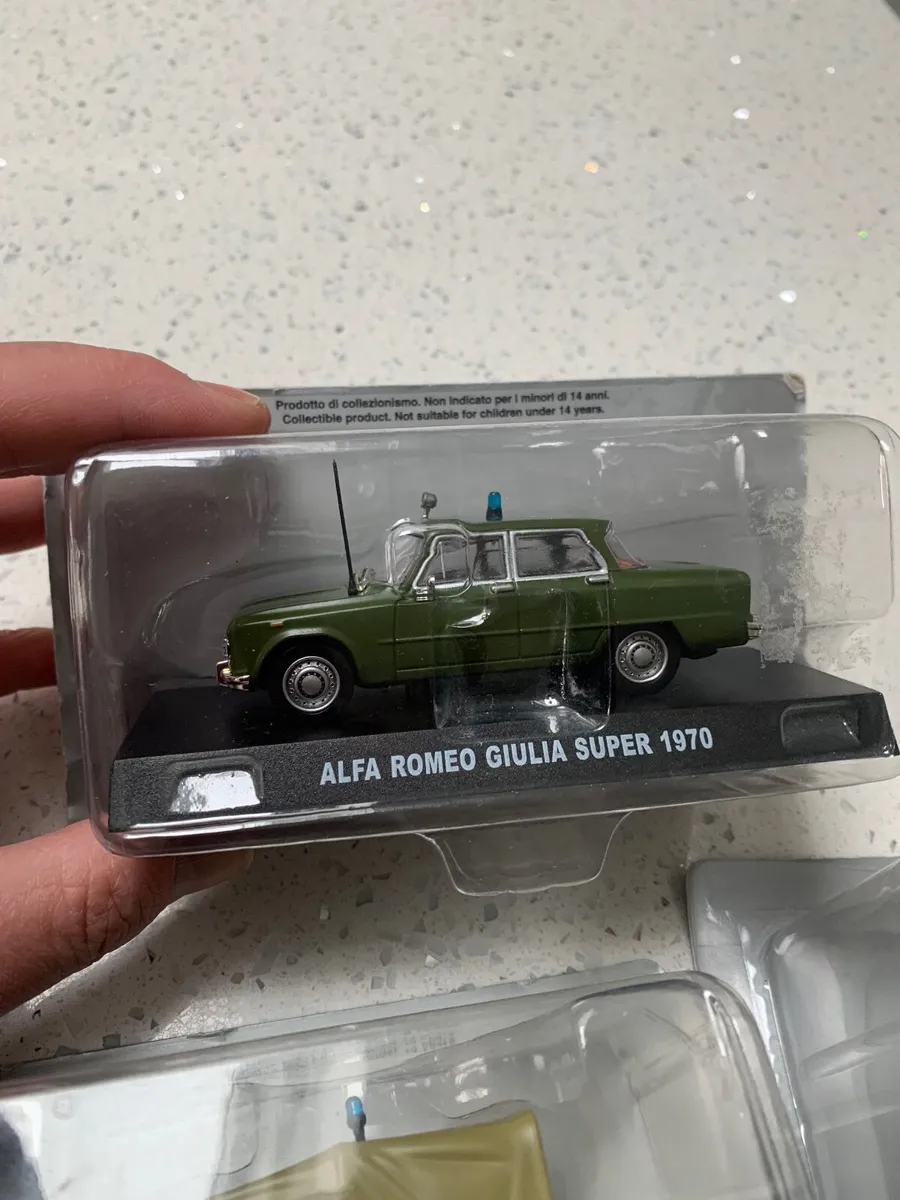 Prodotto di collezionismo. Non indicato per i minori di 14 anni.
Collectible product. Not suitable for children under 14 years.
ALFA ROMEO GIULIA SUPER 1970